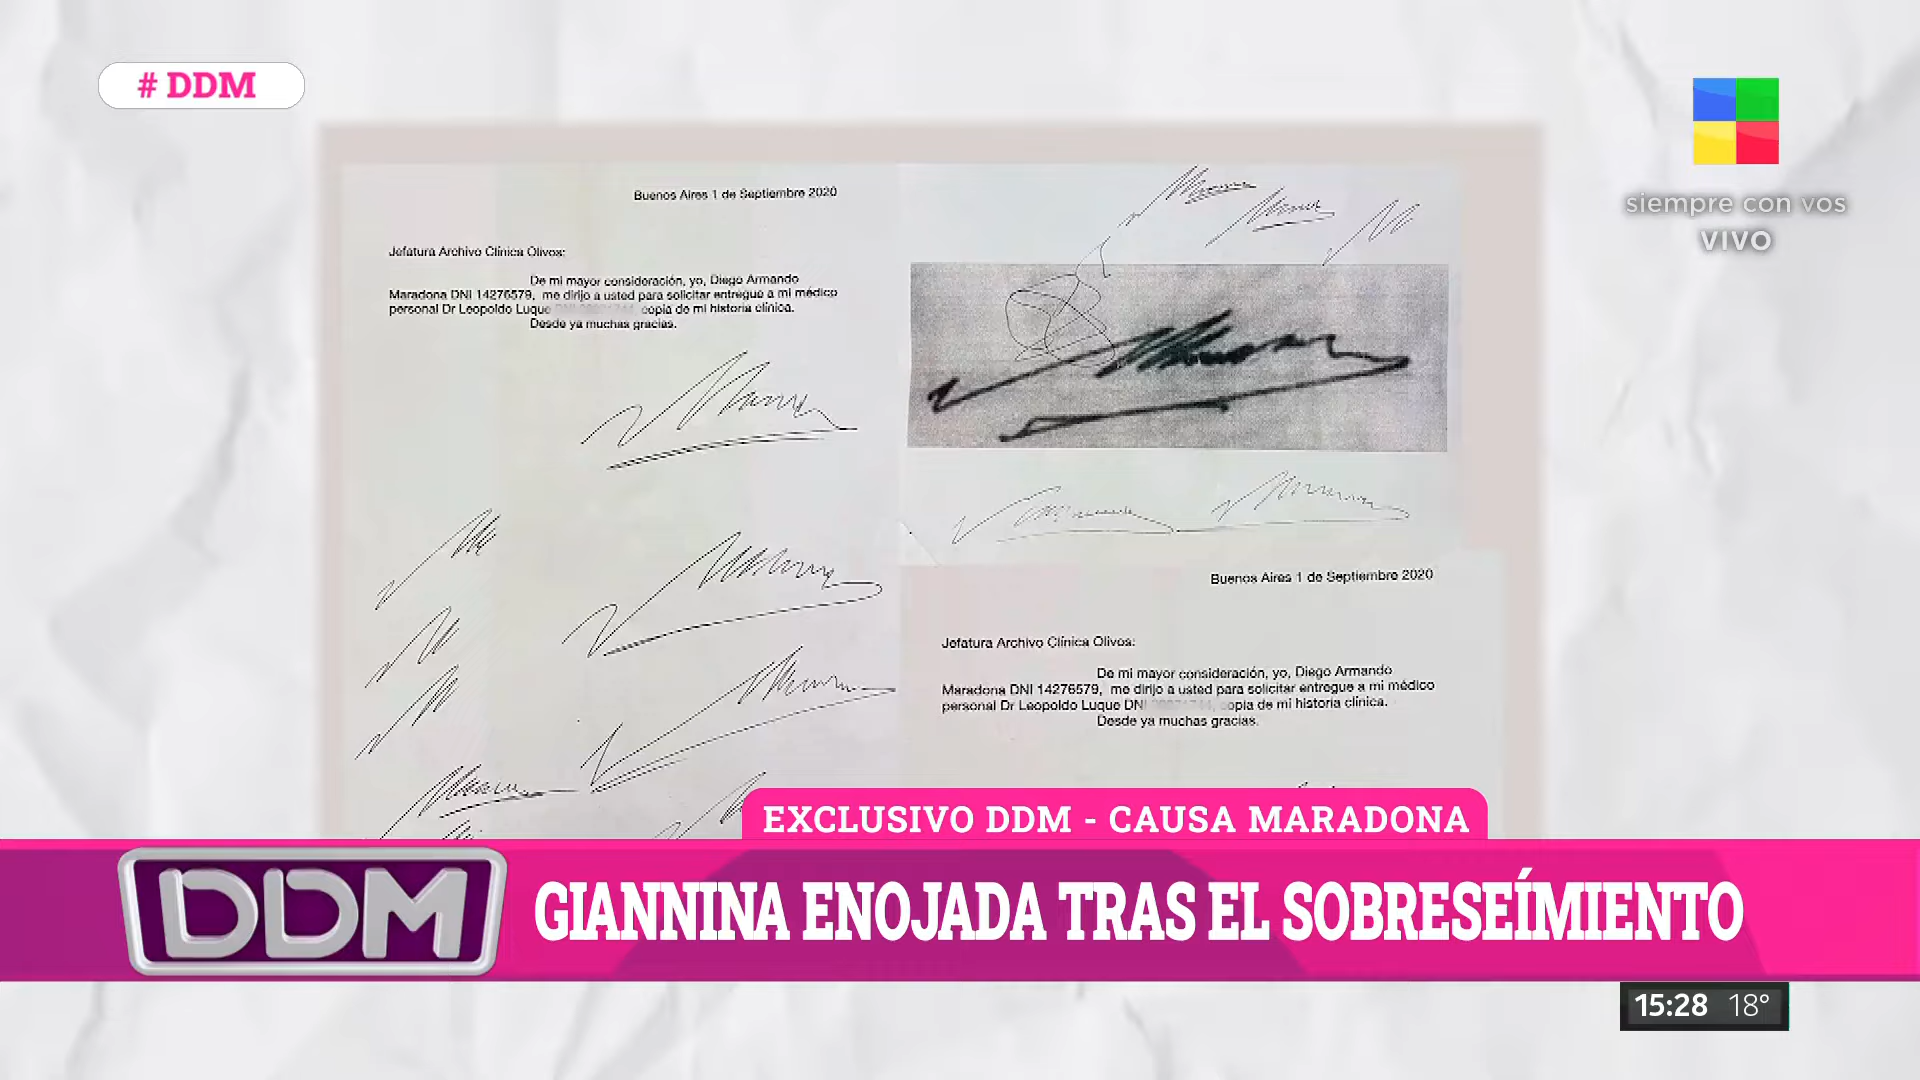 # DDM
siempre con vos
VIVO
Buenos Aires 1 de Septiembre 2020
Jefatura Archivo Clínica Olivos:
De mi mayor consideración, yo, Diego Armando
Maradona DNI 14276579, me dirijo a usted para solicitar entregue a mi médico
personal Dr Leopoldo Luque copia de mi historia clínica.
Desde ya muchas gracias.
Buenos Aires 1 de Septiembre 2020
Jefatura Archivo Clínica Olivos:
De mi mayor consideración, yo, Diego Armando
Maradona DNI 14276579, me dirijo a usted para solicitar entregue a mi médico
personal Dr Leopoldo Luque DNI copia de mi historia clínica.
Desde ya muchas gracias.
EXCLUSIVO DDM - CAUSA MARADONA
DDM
GIANNINA ENOJADA TRAS EL SOBRESEÍMIENTO
15:28 18°